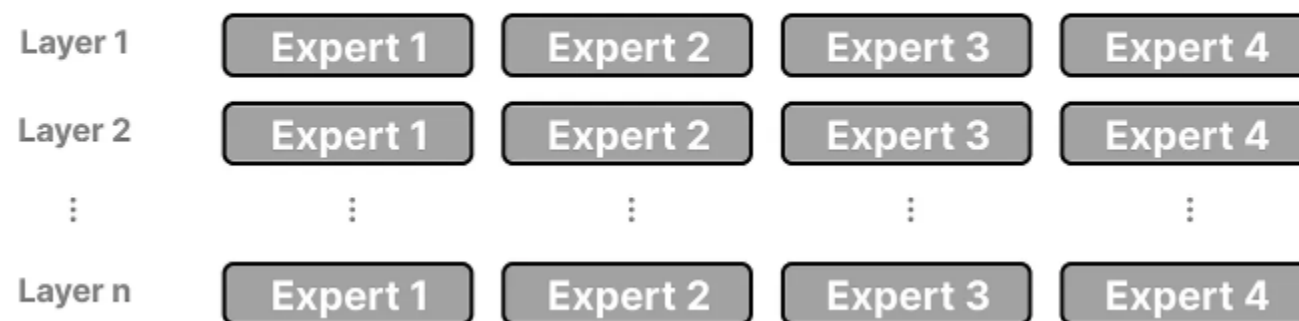 Layer 1 Expert 1 Expert 2 Expert 3 Expert 4
Layer 2 Expert 1 Expert 2 Expert 3 Expert 4
⋮ ⋮ ⋮ ⋮ ⋮
Layer n Expert 1 Expert 2 Expert 3 Expert 4